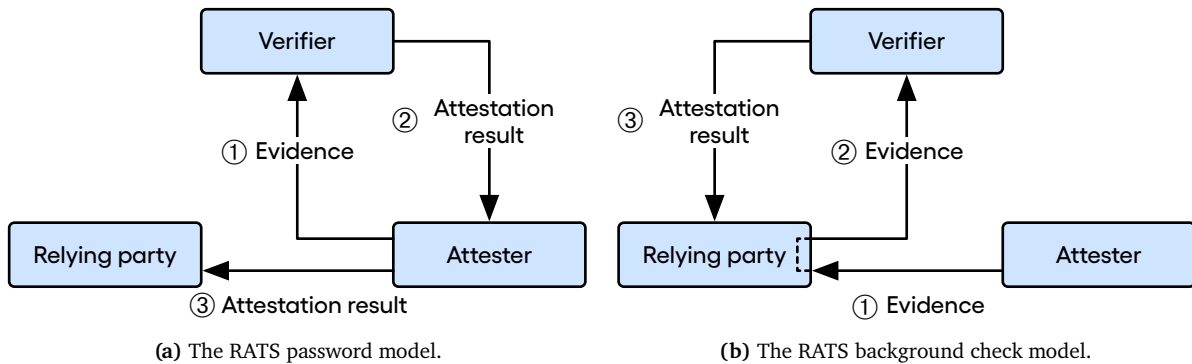 Verifier
② Attestation
result
① Evidence
Relying party
Attester
③ Attestation result
(a) The RATS password model.
Verifier
③ Attestation
result
② Evidence
Relying party
Attester
① Evidence
(b) The RATS background check model.